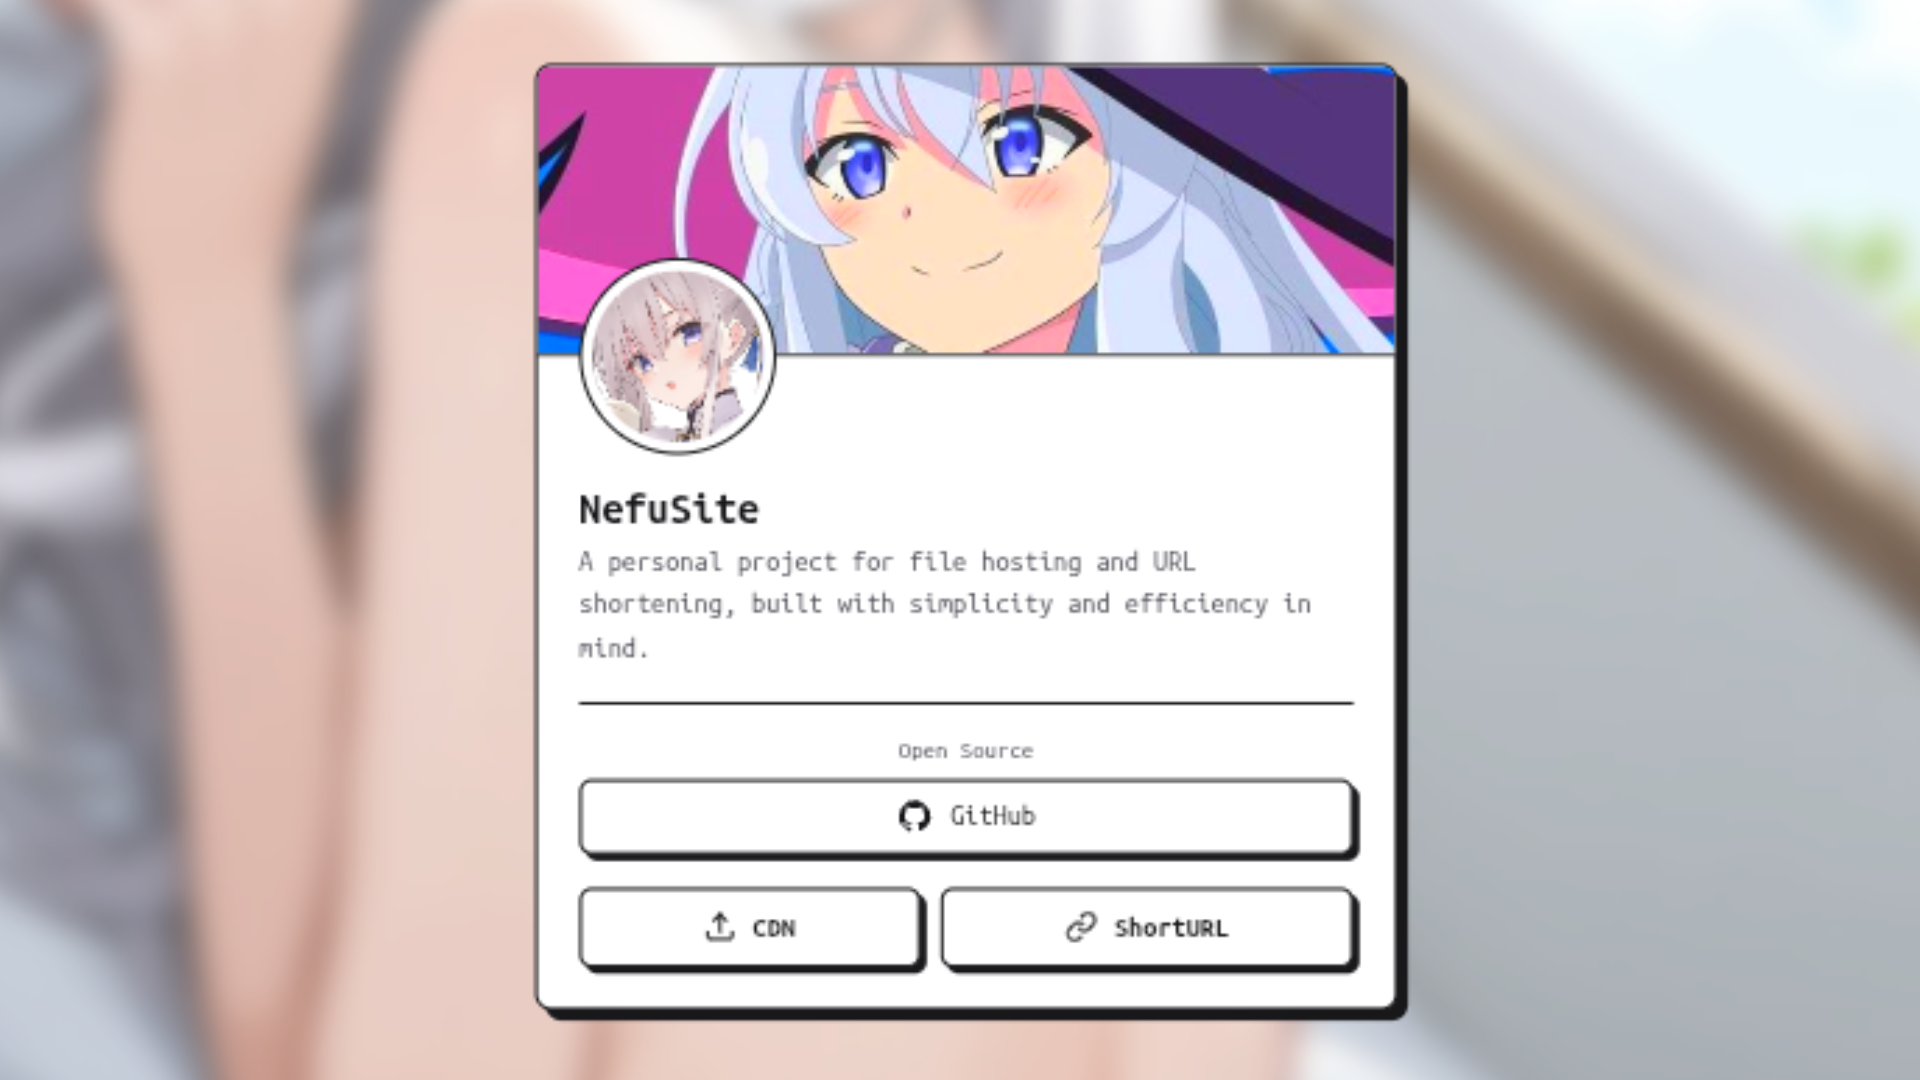 NefuSite
A personal project for file hosting and URL
shortening, built with simplicity and efficiency in
mind.
Open Source
GitHub
CDN
ShortURL